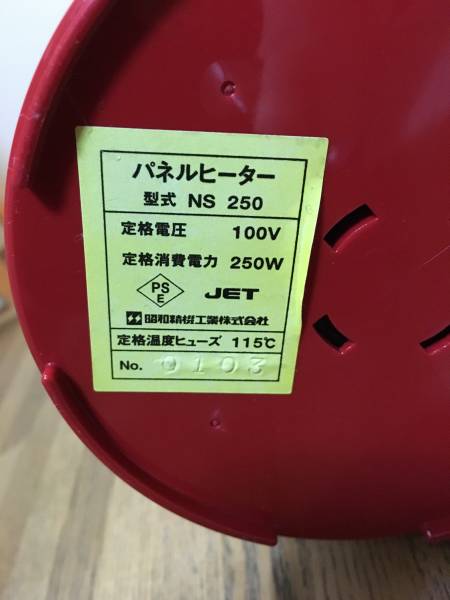 パネルヒーター
型式 NS 250
定格電圧 100V
定格消費電力 250W
PS
E
JET
昭和精機工業株式会社
定格温度ヒューズ 115℃
No. 0102